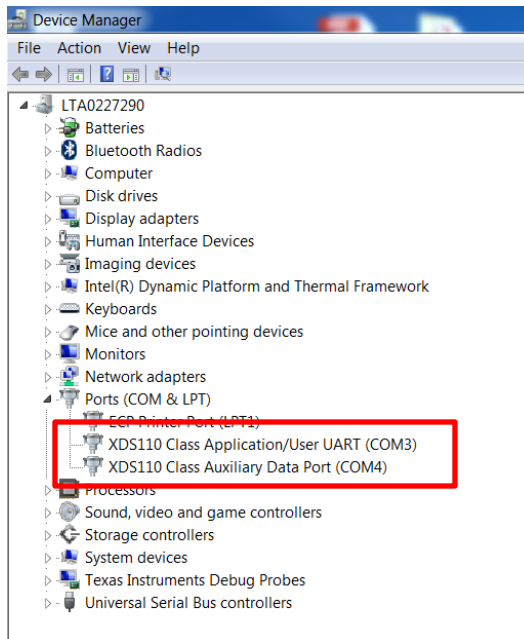 Device Manager
File Action View Help
LTA0227290
Batteries
Bluetooth Radios
Computer
Disk drives
Display adapters
Human Interface Devices
Imaging devices
Intel(R) Dynamic Platform and Thermal Framework
Keyboards
Mice and other pointing devices
Monitors
Network adapters
Ports (COM & LPT)
ECP Printer Port (LPT1)
XDS110 Class Application/User UART (COM3)
XDS110 Class Auxiliary Data Port (COM4)
Processors
Sound, video and game controllers
Storage controllers
System devices
Texas Instruments Debug Probes
Universal Serial Bus controllers